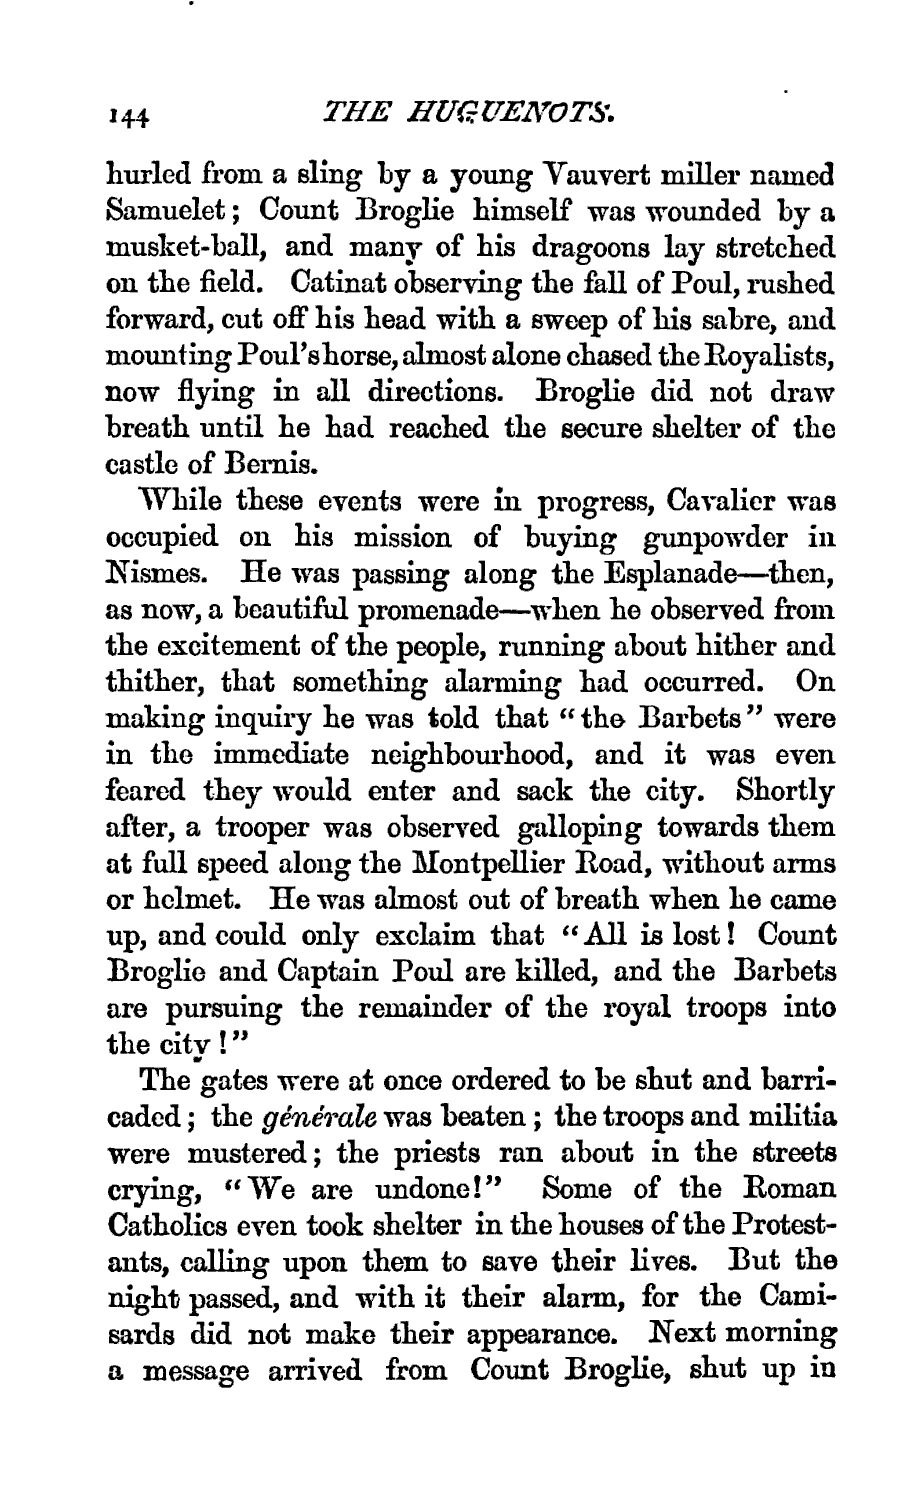 144 THE HUGUENOTS.
hurled from a sling by a young Vauvert miller named
Samuelet; Count Broglie himself was wounded by a
musket-ball, and many of his dragoons lay stretched
on the field. Catinat observing the fall of Poul, rushed
forward, cut off his head with a sweep of his sabre, and
mounting Poul's horse, almost alone chased the Royalists,
now flying in all directions. Broglie did not draw
breath until he had reached the secure shelter of the
castle of Bernis.
While these events were in progress, Cavalier was
occupied on his mission of buying gunpowder in
Nismes. He was passing along the Esplanade—then,
as now, a beautiful promenade—when he observed from
the excitement of the people, running about hither and
thither, that something alarming had occurred. On
making inquiry he was told that "the Barbets" were
in the immediate neighbourhood, and it was even
feared they would enter and sack the city. Shortly
after, a trooper was observed galloping towards them
at full speed along the Montpellier Road, without arms
or helmet. He was almost out of breath when he came
up, and could only exclaim that "All is lost! Count
Broglie and Captain Poul are killed, and the Barbets
are pursuing the remainder of the royal troops into
the city!"
The gates were at once ordered to be shut and barri-
caded; the générale was beaten; the troops and militia
were mustered; the priests ran about in the streets
crying, "We are undone!" Some of the Roman
Catholics even took shelter in the houses of the Protest-
ants, calling upon them to save their lives. But the
night passed, and with it their alarm, for the Cami-
sards did not make their appearance. Next morning
a message arrived from Count Broglie, shut up in